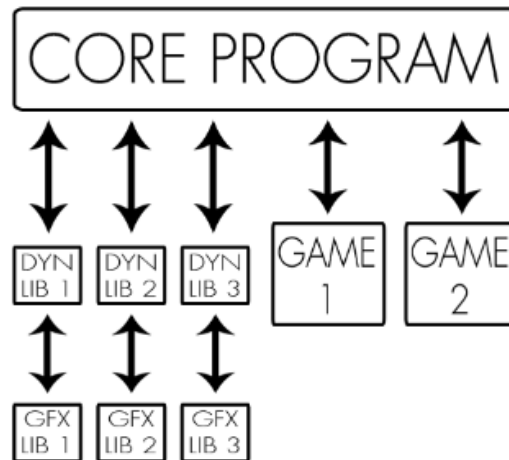 CORE PROGRAM
DYN DYN DYN GAME GAME
LIB 1 LIB 2 LIB 3 1 2
GFX GFX GFX
LIB 1 LIB 2 LIB 3